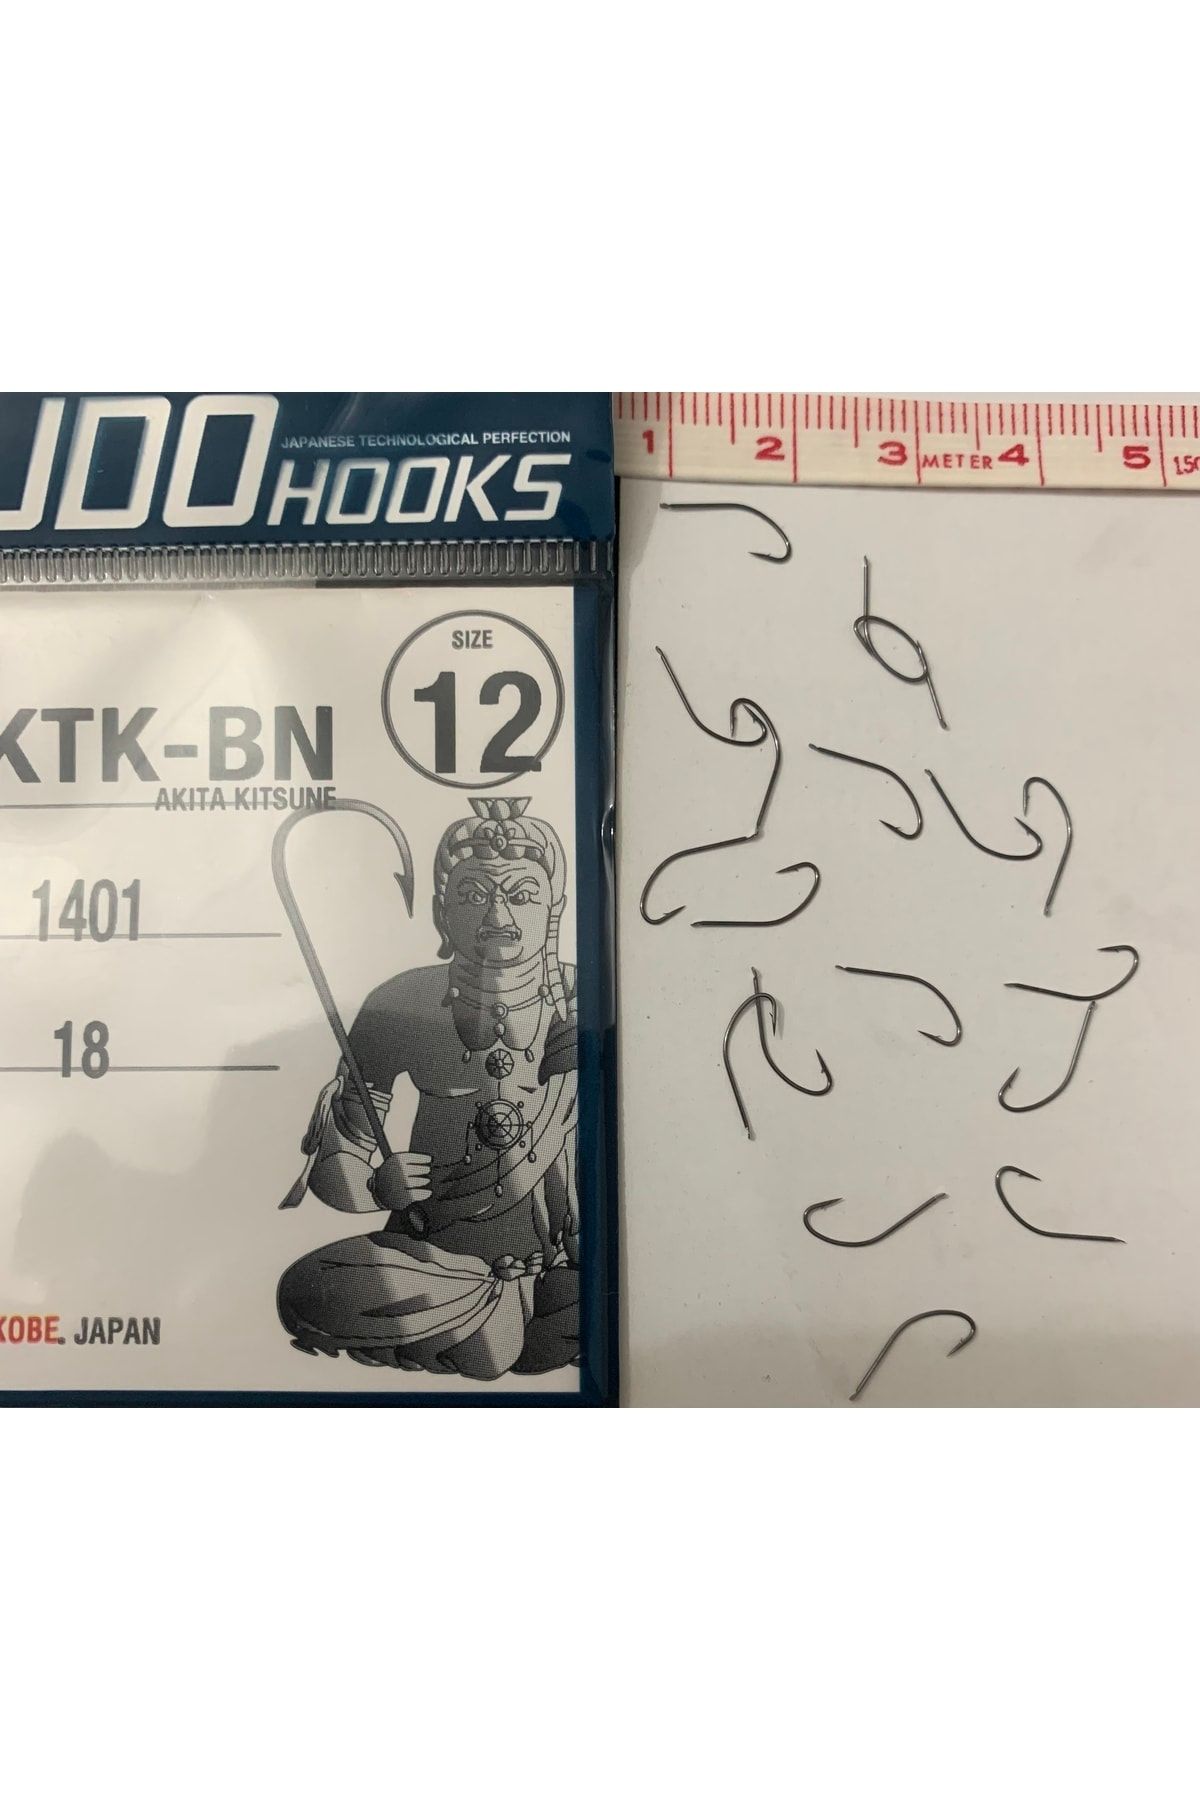 JAPANESE TECHNOLOGICAL PERFECTION
HOOKS
SIZE
12
KTK-BN
AKITA KITSUNE
1401
18
KOBE. JAPAN
1 2 3 METER 4 5